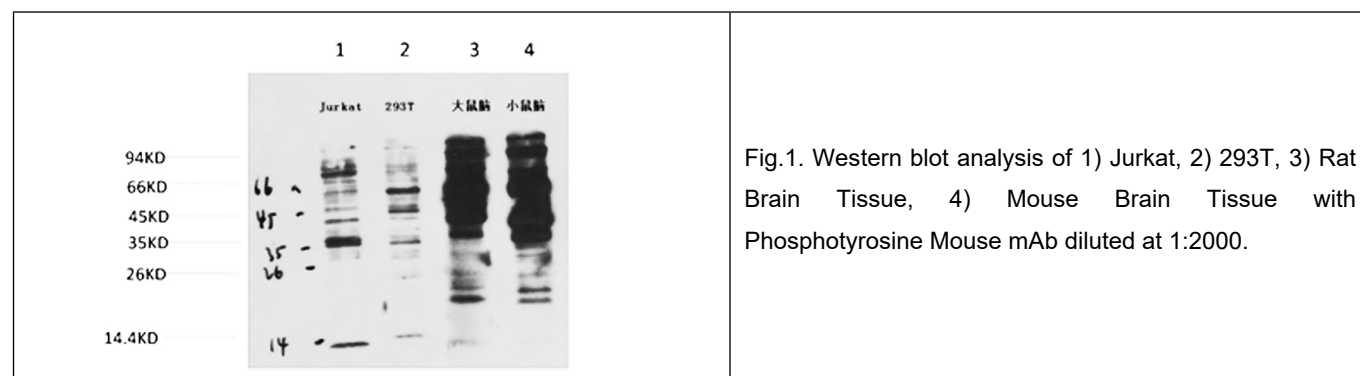 1 2 3 4
Jurkat 293T 大鼠脑 小鼠脑
94KD
66KD
66
45KD
45
35KD
35
26
26KD
14.4KD
14
Fig.1. Western blot analysis of 1) Jurkat, 2) 293T, 3) Rat
Brain Tissue, 4) Mouse Brain Tissue with
Phosphotyrosine Mouse mAb diluted at 1:2000.